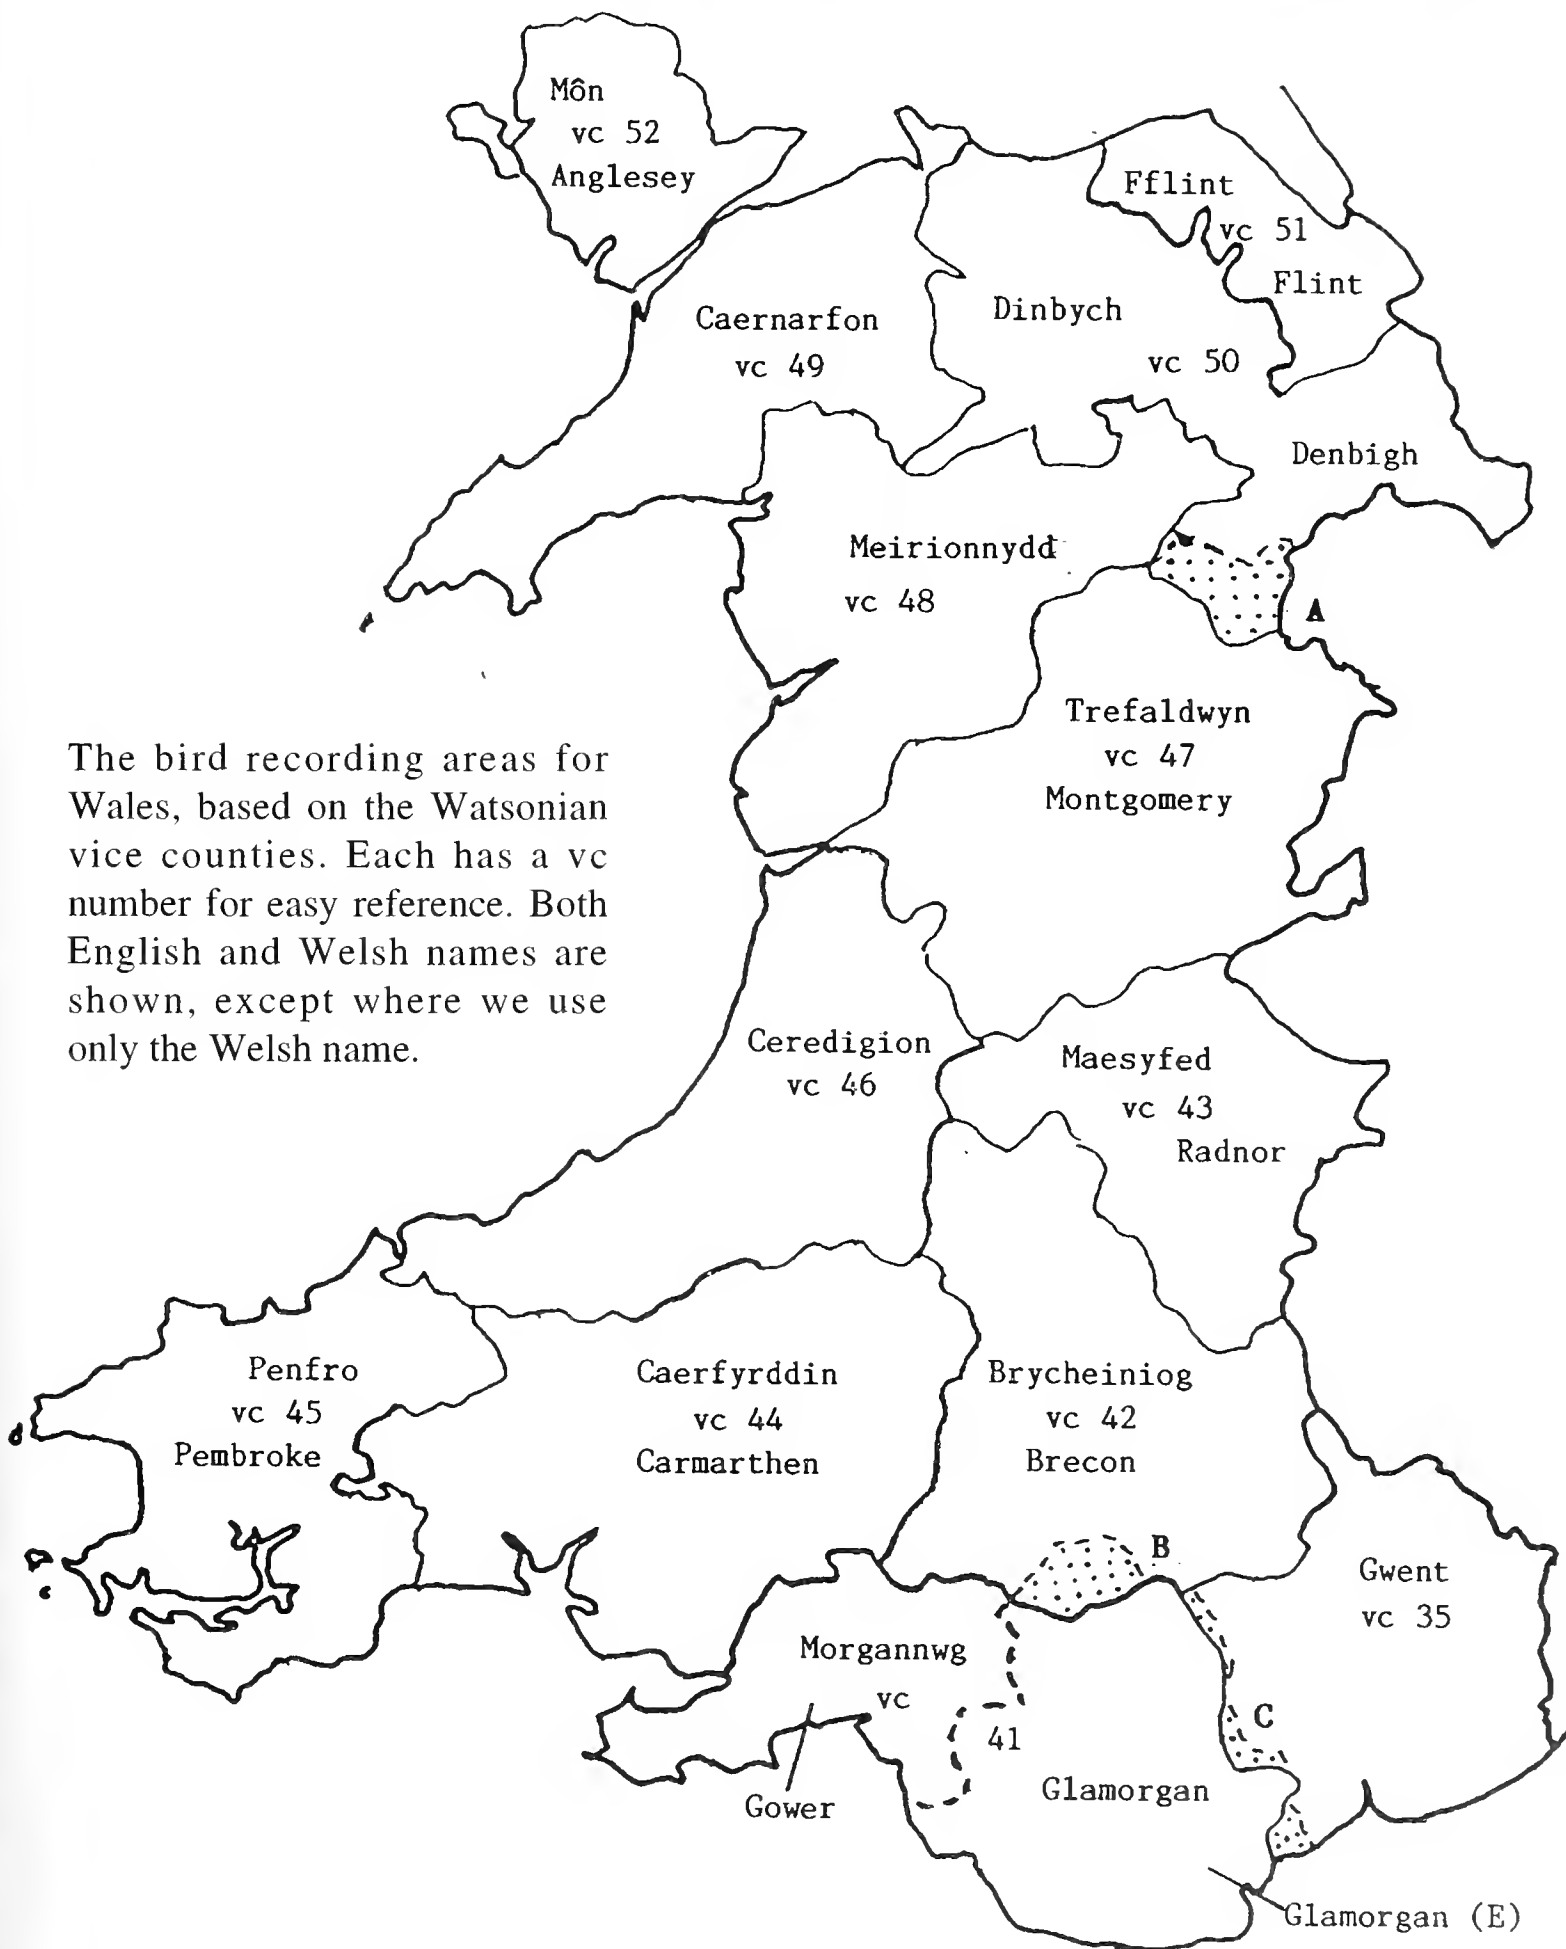 Môn
vc 52
Anglesey
Fflint
vc 51
Flint
Caernarfon
vc 49
Dinbych
vc 50
Denbigh
Meirionnydd
vc 48
A
Trefaldwyn
vc 47
Montgomery
The bird recording areas for
Wales, based on the Watsonian
vice counties. Each has a vc
number for easy reference. Both
English and Welsh names are
shown, except where we use
only the Welsh name.
Ceredigion
vc 46
Maesyfed
vc 43
Radnor
Penfro
vc 45
Pembroke
Caerfyrddin
vc 44
Carmarthen
Brycheiniog
vc 42
Brecon
B
Gwent
vc 35
Morgannwg
vc
41
C
Glamorgan
Gower
Glamorgan (E)